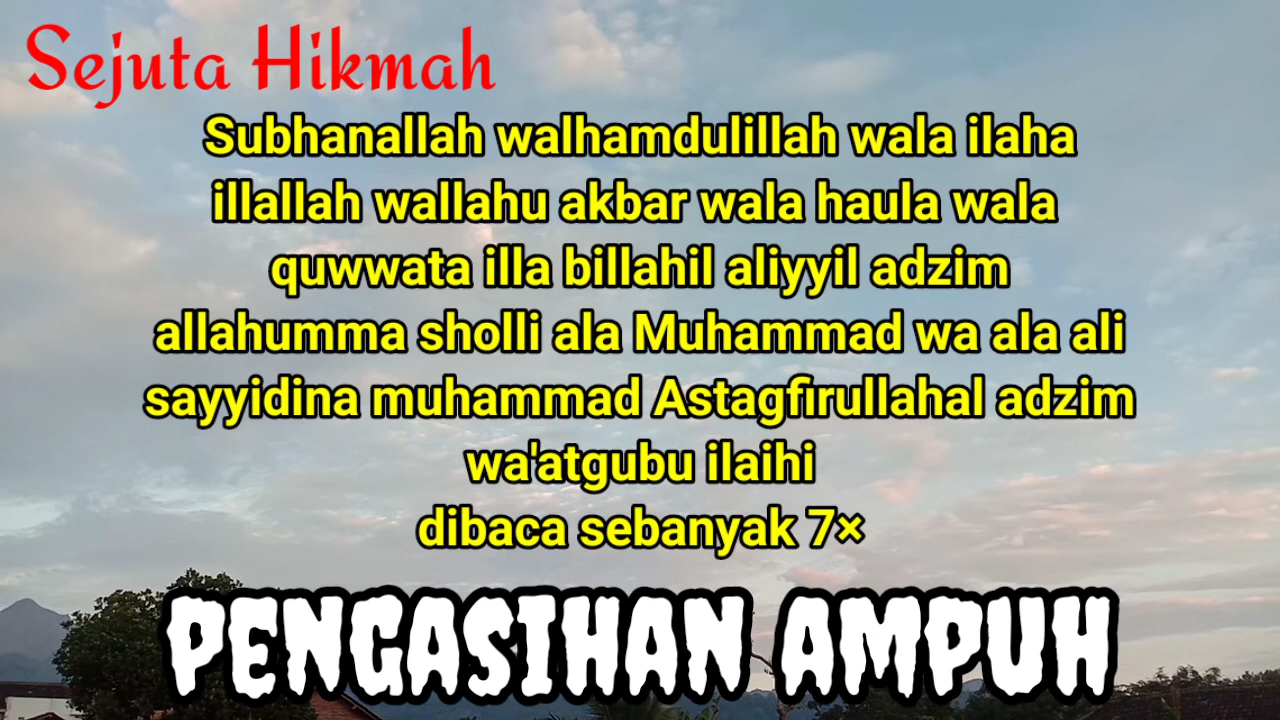 Sejuta Hikmah
Subhanallah walhamdulillah wala ilaha
illallah wallahu akbar wala haula wala
quwwata illa billahil aliyyil adzim
allahumma sholli ala Muhammad wa ala ali
sayyidina muhammad Astagfirullahal adzim
wa'atgubu ilaihi
dibaca sebanyak 7×
PENGASIHAN AMPUH